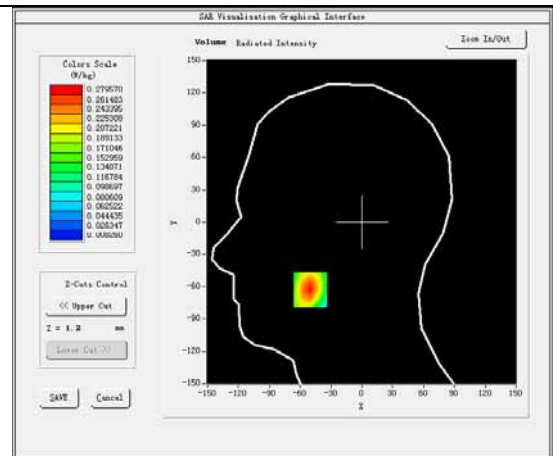 SAR Visualisation Graphical Interface
Volume Radiated Intensity
Zoom In/Out
Colors Scale
(W/kg)
0.279570
0.261483
0.243395
0.225308
0.207221
0.189133
0.171046
0.152959
0.134871
0.116784
0.098697
0.080609
0.062522
0.044435
0.026347
0.008260
Z-Cuts Control
<< Upper Cut
Z = 1.2 mm
Lower Cut >>
SAVE Cancel
150
120
90
60
30
0
-30
-60
-90
-120
-150
Y
-150 -120 -90 -60 -30 0 30 60 90 120 150
X